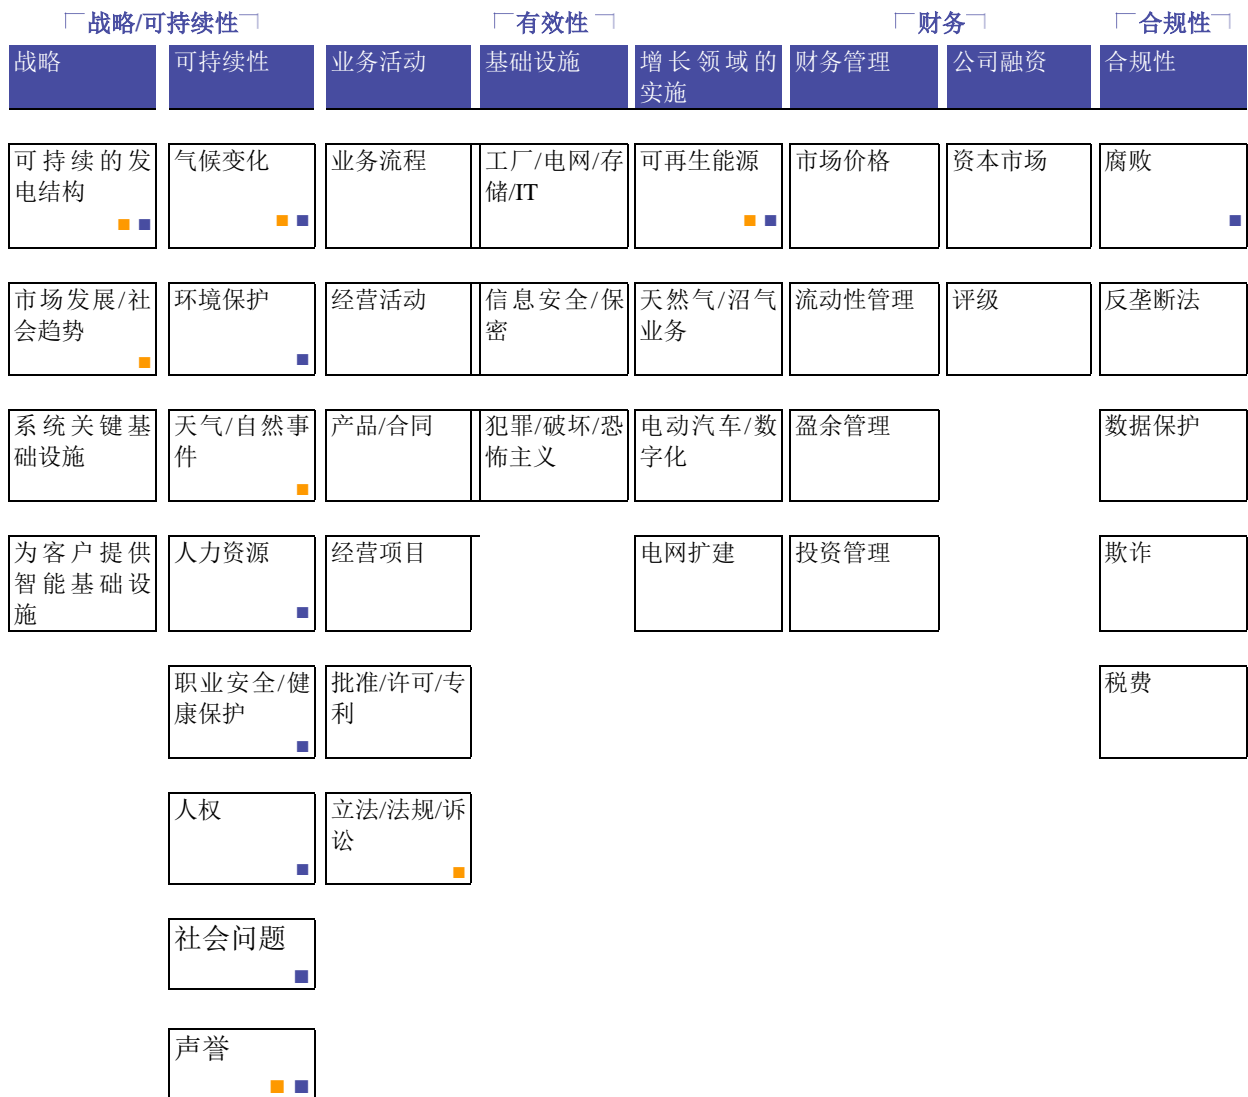 战略/可持续性
有效性
财务
合规性
战略
可持续性
业务活动
基础设施
增长领域的
实施
财务管理
公司融资
合规性
可持续的发
电结构
气候变化
业务流程
工厂/电网/存
储/IT
可再生能源
市场价格
资本市场
腐败
市场发展/社
会趋势
环境保护
经营活动
信息安全/保
密
天然气/沼气
业务
流动性管理
评级
反垄断法
系统关键基
础设施
天气/自然事
件
产品/合同
犯罪/破坏/恐
怖主义
电动汽车/数
字化
盈余管理
数据保护
为客户提供
智能基础设
施
人力资源
经营项目
电网扩建
投资管理
欺诈
职业安全/健
康保护
批准/许可/专
利
税费
人权
立法/法规/诉
讼
社会问题
声誉